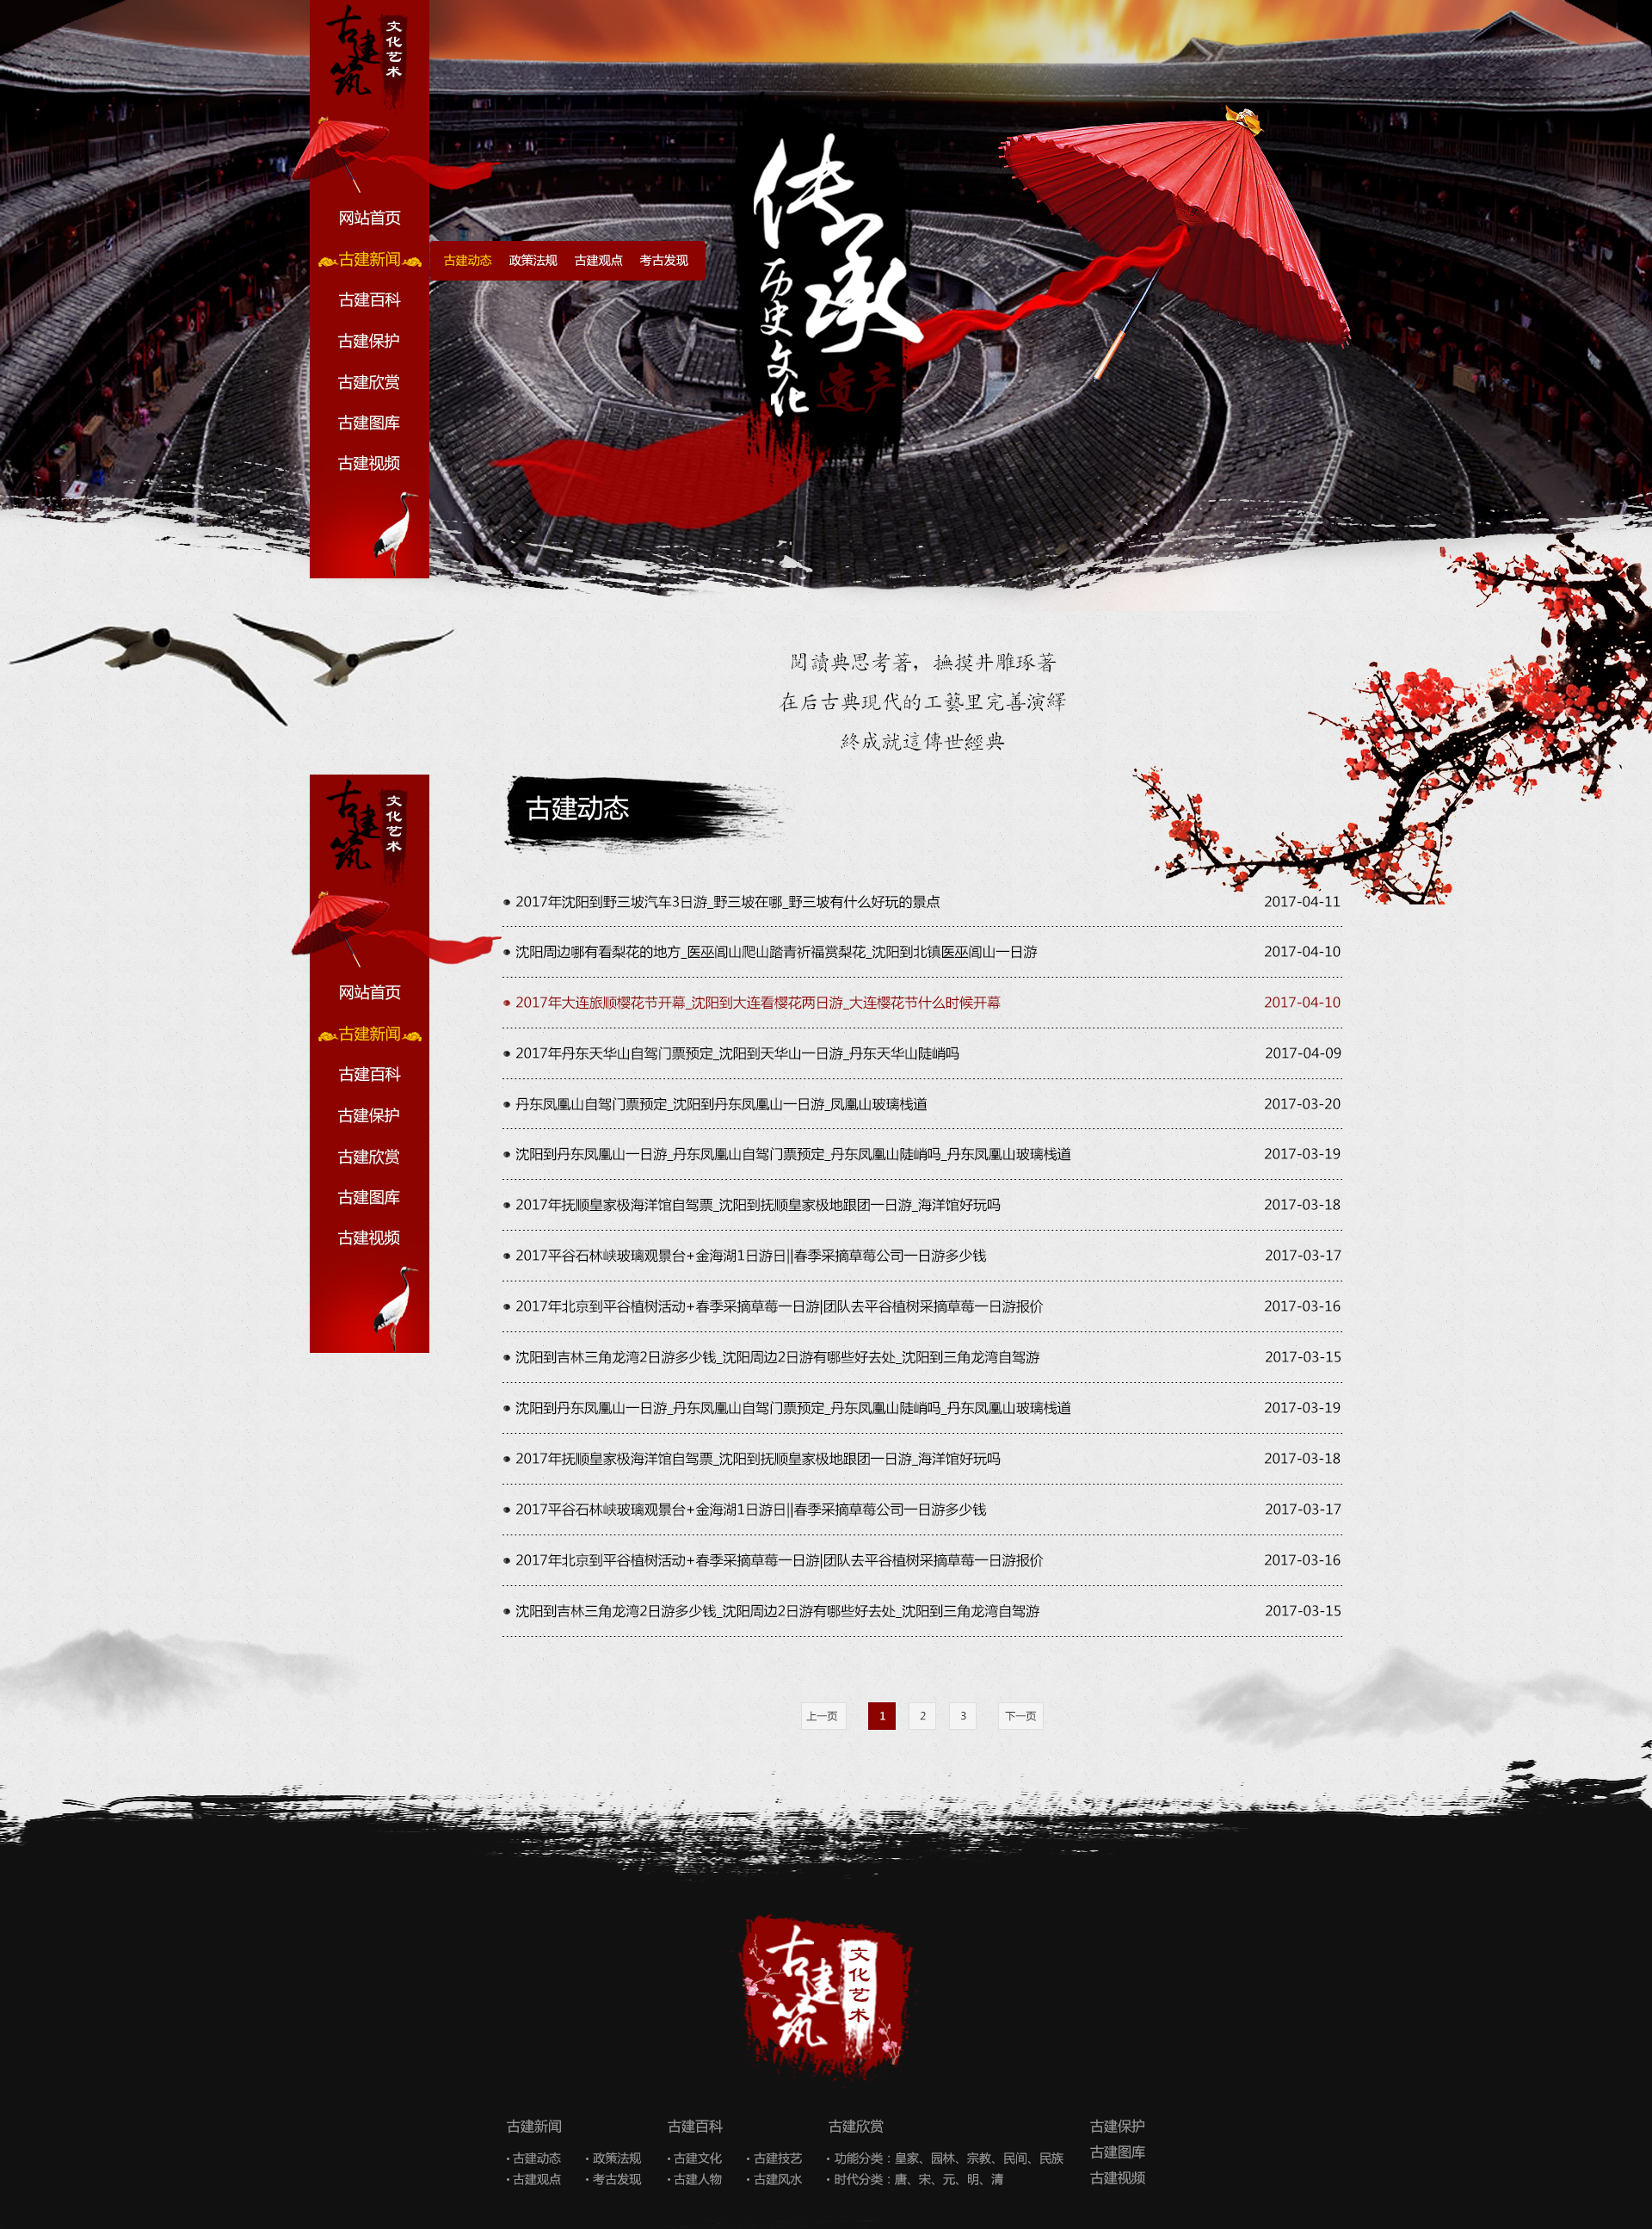 古建筑
文化艺术
网站首页
古建新闻
古建动态 政策法规 古建观点 考古发现
古建百科
古建保护
古建欣赏
古建图库
古建视频
传承
历史文化
遗产
閱讀典思考著，撫摸井雕琢著
在后古典現代的工藝里完善演繹
終成就這傳世經典
古建筑
文化艺术
网站首页
古建新闻
古建百科
古建保护
古建欣赏
古建图库
古建视频
古建动态
2017年沈阳到野三坡汽车3日游_野三坡在哪_野三坡有什么好玩的景点 2017-04-11
沈阳周边哪有看梨花的地方_医巫闾山爬山踏青祈福赏梨花_沈阳到北镇医巫闾山一日游 2017-04-10
2017年大连旅顺樱花节开幕_沈阳到大连看樱花两日游_大连樱花节什么时候开幕 2017-04-10
2017年丹东天华山自驾门票预定_沈阳到天华山一日游_丹东天华山陡峭吗 2017-04-09
丹东凤凰山自驾门票预定_沈阳到丹东凤凰山一日游_凤凰山玻璃栈道 2017-03-20
沈阳到丹东凤凰山一日游_丹东凤凰山自驾门票预定_丹东凤凰山陡峭吗_丹东凤凰山玻璃栈道 2017-03-19
2017年抚顺皇家极海洋馆自驾票_沈阳到抚顺皇家极地跟团一日游_海洋馆好玩吗 2017-03-18
2017平谷石林峡玻璃观景台+金海湖1日游日||春季采摘草莓公司一日游多少钱 2017-03-17
2017年北京到平谷植树活动+春季采摘草莓一日游|团队去平谷植树采摘草莓一日游报价 2017-03-16
沈阳到吉林三角龙湾2日游多少钱_沈阳周边2日游有哪些好去处_沈阳到三角龙湾自驾游 2017-03-15
沈阳到丹东凤凰山一日游_丹东凤凰山自驾门票预定_丹东凤凰山陡峭吗_丹东凤凰山玻璃栈道 2017-03-19
2017年抚顺皇家极海洋馆自驾票_沈阳到抚顺皇家极地跟团一日游_海洋馆好玩吗 2017-03-18
2017平谷石林峡玻璃观景台+金海湖1日游日||春季采摘草莓公司一日游多少钱 2017-03-17
2017年北京到平谷植树活动+春季采摘草莓一日游|团队去平谷植树采摘草莓一日游报价 2017-03-16
沈阳到吉林三角龙湾2日游多少钱_沈阳周边2日游有哪些好去处_沈阳到三角龙湾自驾游 2017-03-15
上一页 1 2 3 下一页
古建筑
文化艺术
古建新闻 古建百科 古建欣赏 古建保护
古建图库
·古建动态 ·政策法规 ·古建文化 ·古建技艺 ·功能分类：皇家、园林、宗教、民间、民族
·古建观点 ·考古发现 ·古建人物 ·古建风水 ·时代分类：唐、宋、元、明、清 古建视频